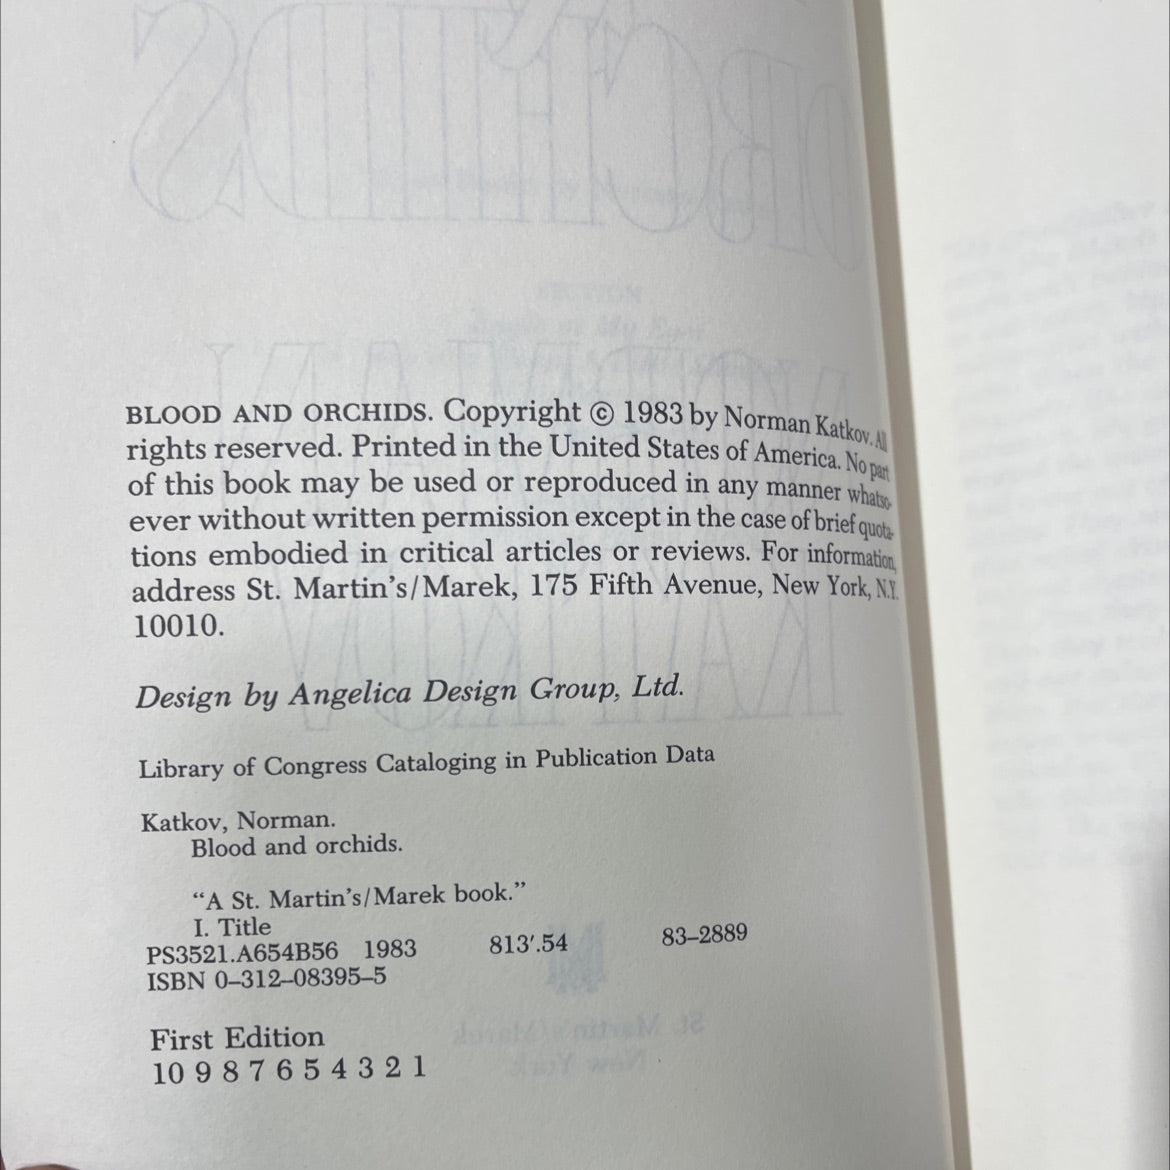 BLOOD AND ORCHIDS. Copyright © 1983 by Norman Katkov. All
rights reserved. Printed in the United States of America. No part
of this book may be used or reproduced in any manner whatso-
ever without written permission except in the case of brief quota-
tions embodied in critical articles or reviews. For information,
address St. Martin's/Marek, 175 Fifth Avenue, New York, N.Y.
10010.
Design by Angelica Design Group, Ltd.
Library of Congress Cataloging in Publication Data
Katkov, Norman.
Blood and orchids.
"A St. Martin's/Marek book."
I. Title
PS3521.A654B56 1983 813'.54 83–2889
ISBN 0–312–08395–5
First Edition
10 9 8 7 6 5 4 3 2 1